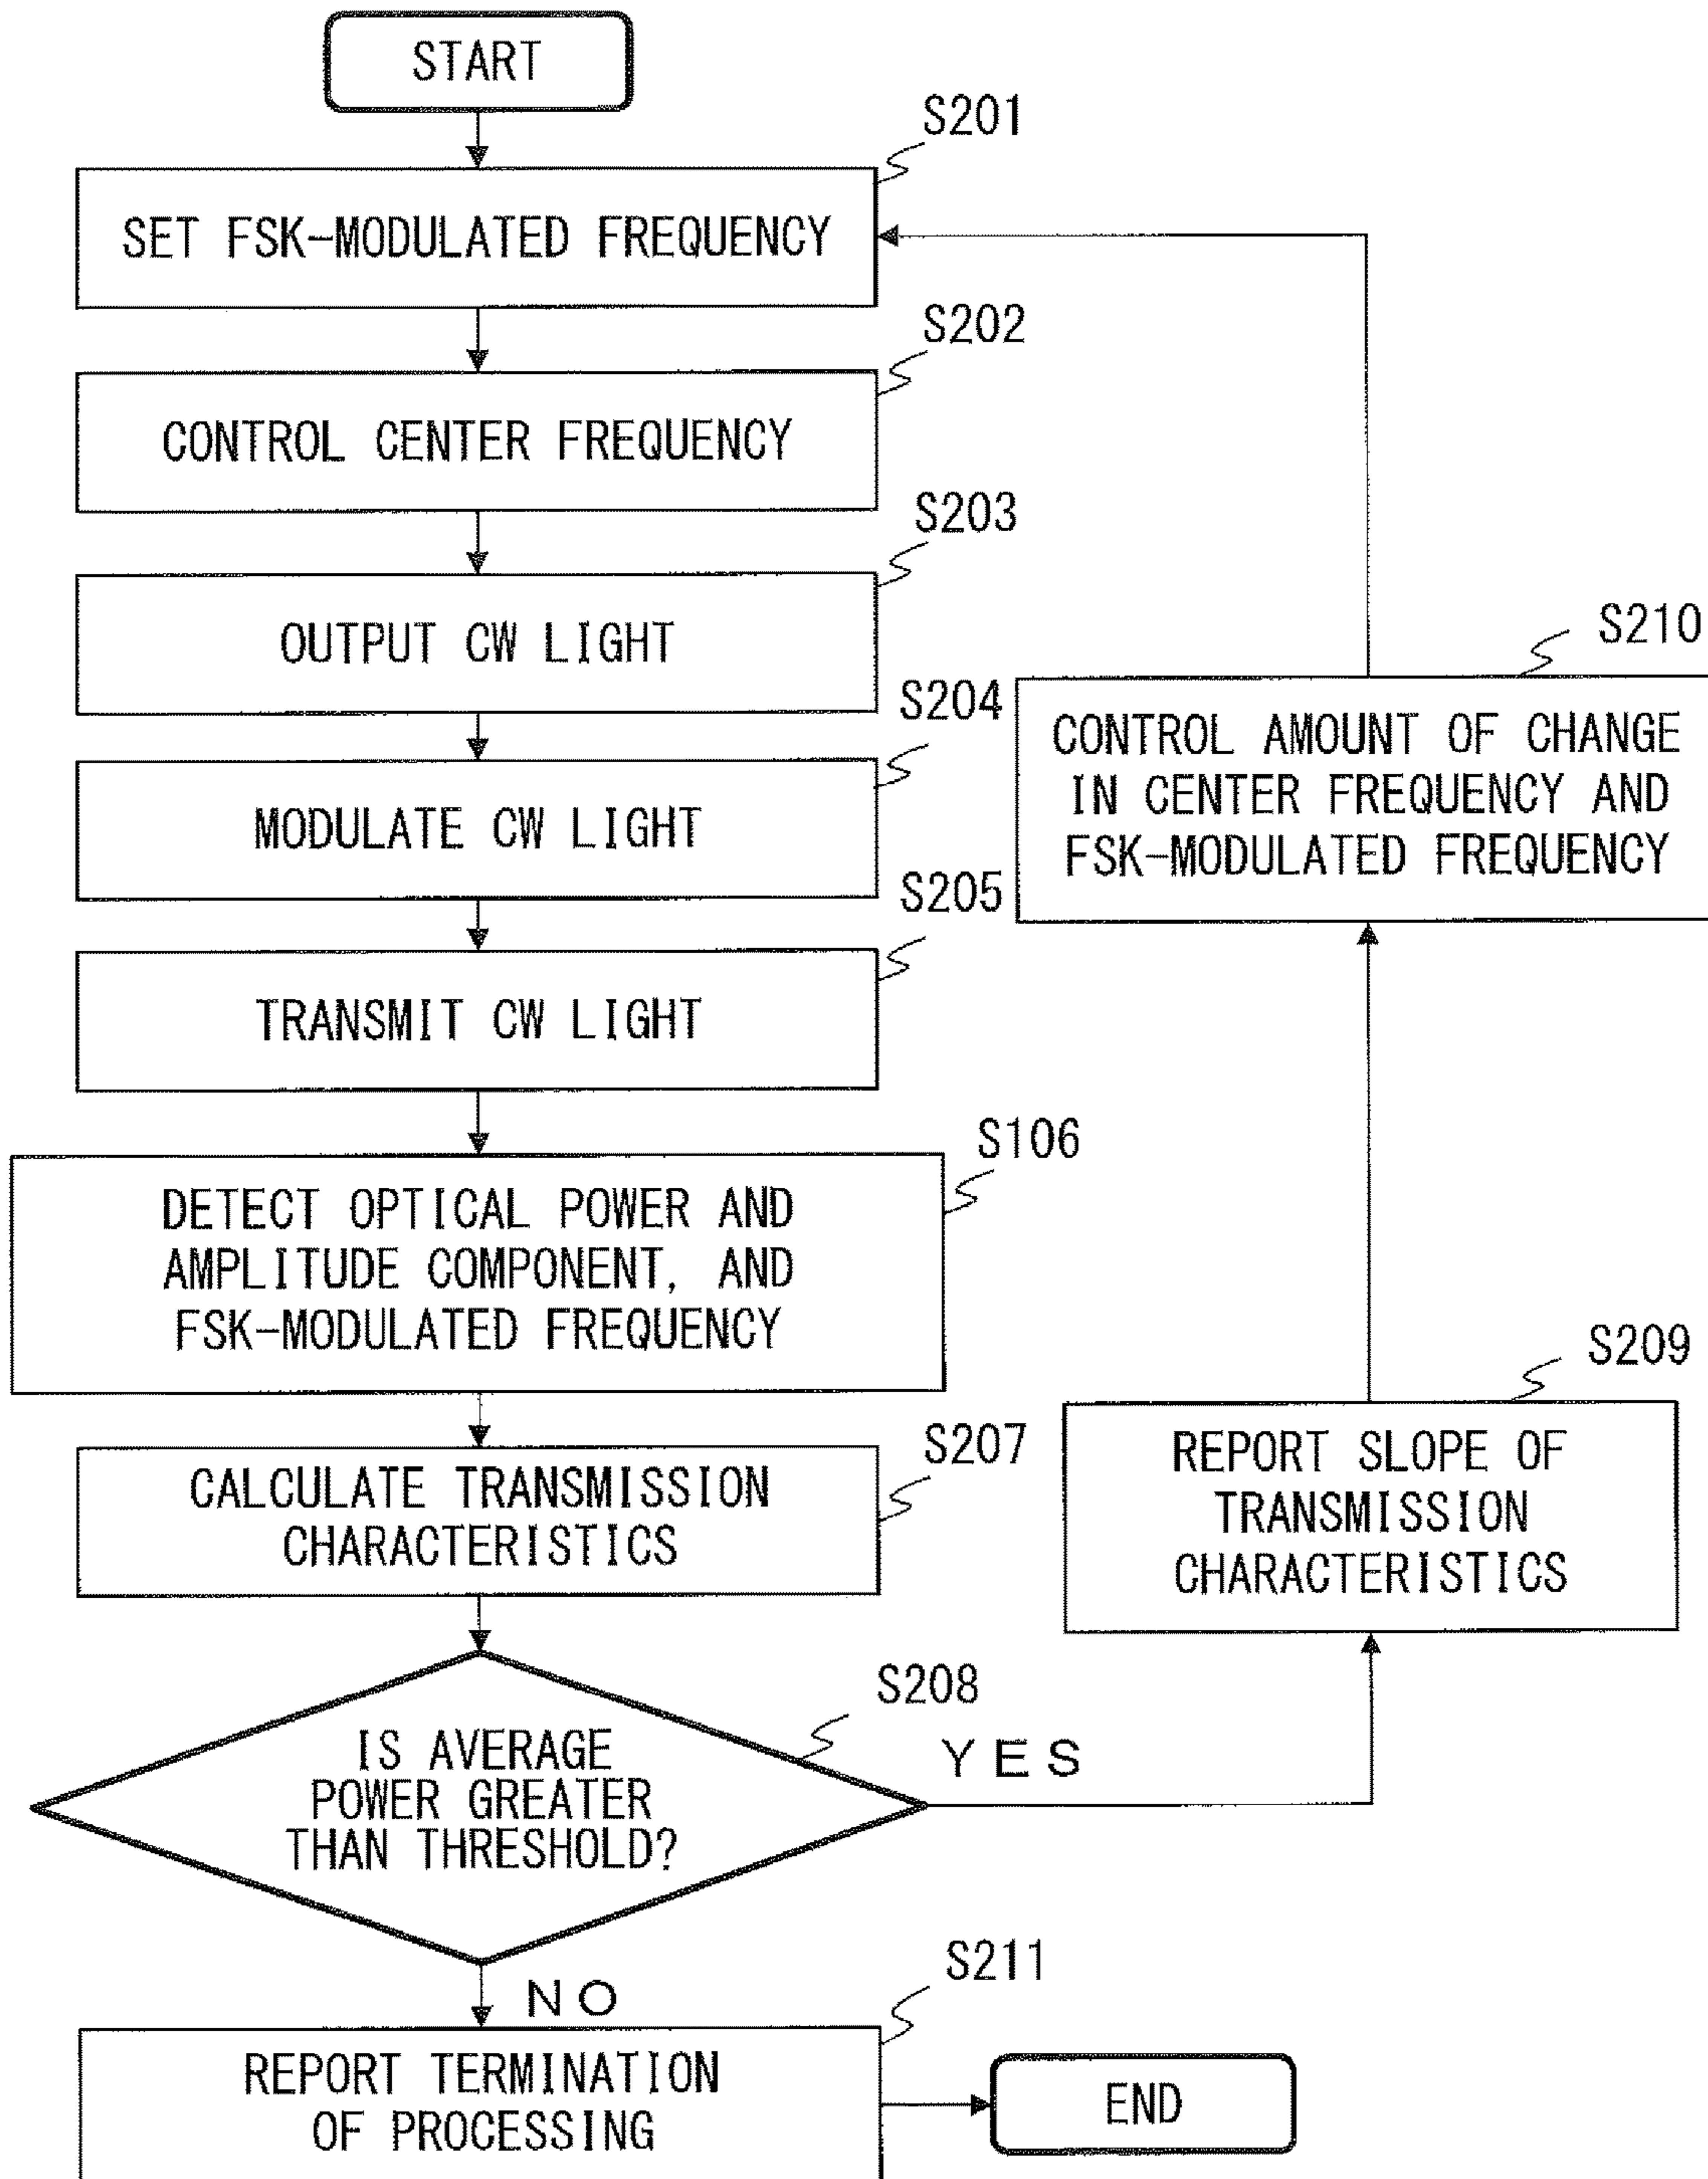 START
S201
SET FSK-MODULATED FREQUENCY
S202
CONTROL CENTER FREQUENCY
S203
OUTPUT CW LIGHT
S204
MODULATE CW LIGHT
S205
TRANSMIT CW LIGHT
S106
DETECT OPTICAL POWER AND
AMPLITUDE COMPONENT, AND
FSK-MODULATED FREQUENCY
S207
CALCULATE TRANSMISSION
CHARACTERISTICS
S208
IS AVERAGE
POWER GREATER
THAN THRESHOLD?
YES
S209
REPORT SLOPE OF
TRANSMISSION
CHARACTERISTICS
S210
CONTROL AMOUNT OF CHANGE
IN CENTER FREQUENCY AND
FSK-MODULATED FREQUENCY
NO
S211
REPORT TERMINATION
OF PROCESSING
END